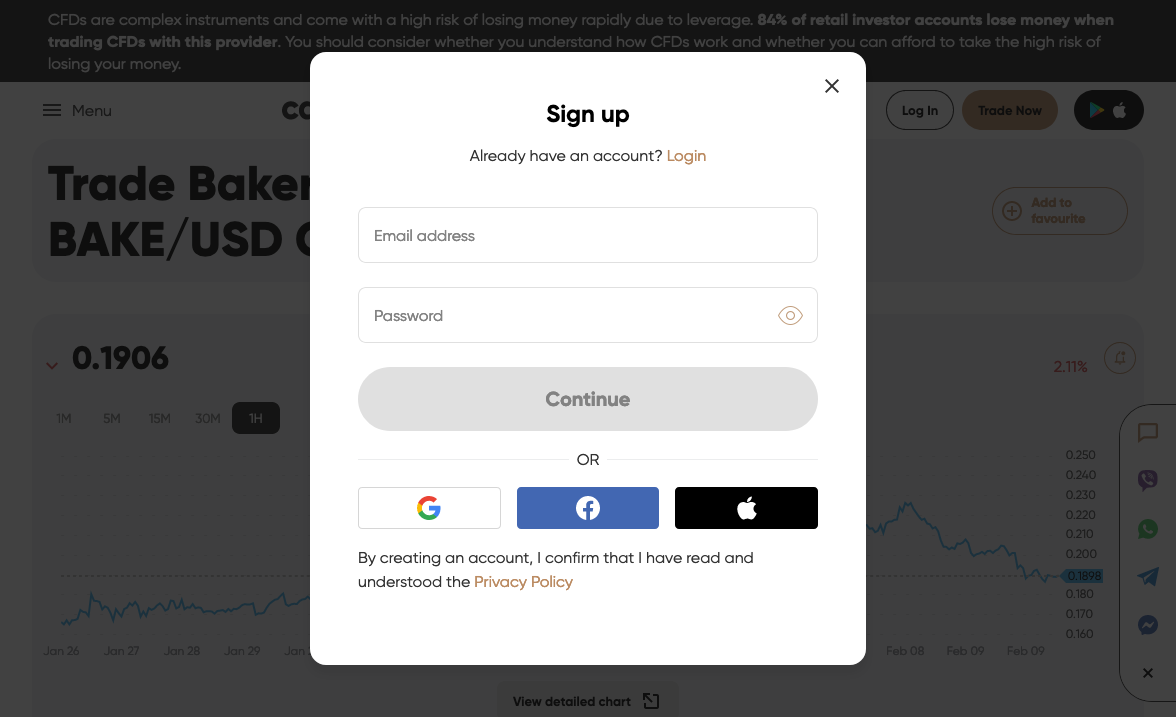 CFDs are complex instruments and come with a high risk of losing money rapidly due to leverage. 84% of retail investor accounts lose money when
trading CFDs with this provider. You should consider whether you understand how CFDs work and whether you can afford to take the high risk of
losing your money.
Menu
Log In
Trade Now
Sign up
Already have an account? Login
Email address
Password
Continue
OR
By creating an account, I confirm that I have read and
understood the Privacy Policy
Trade Baker
BAKE/USD
Add to
favourite
0.1906
2.11%
1M 5M 15M 30M 1H
0.250
0.240
0.230
0.220
0.210
0.200
0.1898
0.180
0.170
0.160
Jan 26 Jan 27 Jan 28 Jan 29 Jan Feb 08 Feb 09 Feb 09
View detailed chart